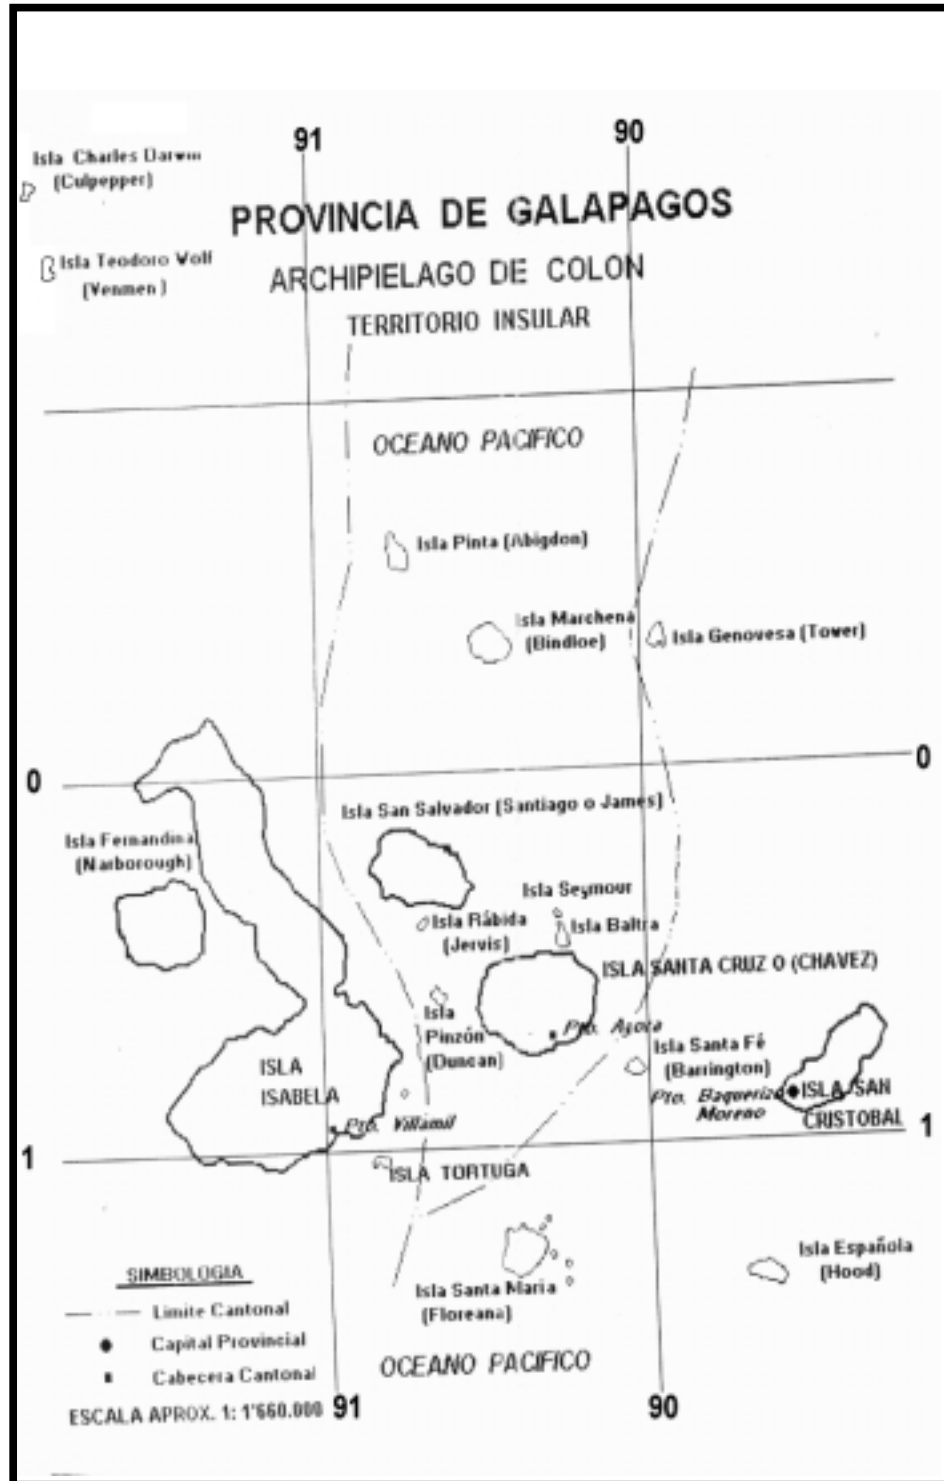 91
90
Isla Charles Darwin
(Culpepper)
PROVINCIA DE GALAPAGOS
Isla Teodoro Wolf
(Venmen)
ARCHIPIELAGO DE COLON
TERRITORIO INSULAR
OCEANO PACIFICO
Isla Pinta (Abigdon)
Isla Marchena
(Bindloe)
Isla Genovesa (Tower)
0
0
Isla San Salvador (Santiago o James)
Isla Fernandina
(Narborough)
Isla Seymour
Isla Rábida
(Jervis)
Isla Baltra
ISLA SANTA CRUZ O (CHAVEZ)
Isla
Pinzón
(Duncan)
Pto. Ayora
Isla Santa Fé
(Barrington)
ISLA
ISABELA
Pto. Baquerizo
Moreno
ISLA SAN
CRISTOBAL
Pto. Villamil
1
1
ISLA TORTUGA
Isla Española
(Hood)
Isla Santa Maria
(Floreana)
SIMBOLOGIA
Limite Cantonal
Capital Provincial
Cabecera Cantonal
OCEANO PACIFICO
ESCALA APROX. 1: 1'660.000
91
90